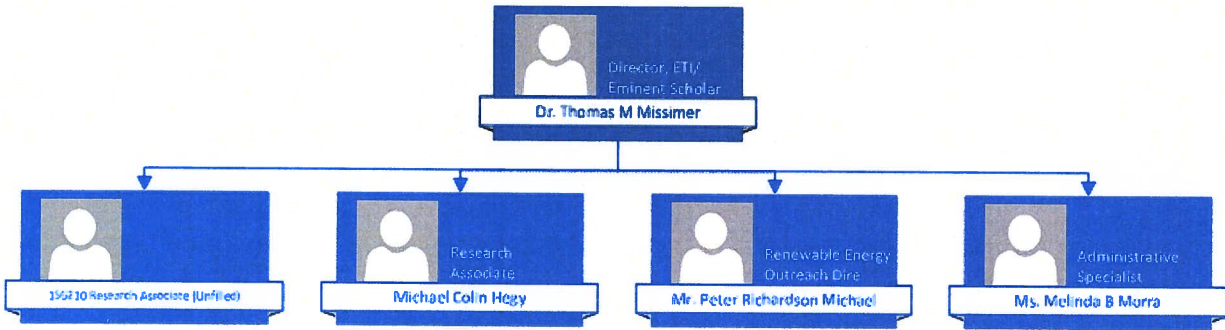 Director, ETI/
Eminent Scholar
Dr. Thomas M Missimer
Research Associate (Unfilled)
Research
Associate
Michael Colin Hegy
Renewable Energy
Outreach Dire
Mr. Peter Richardson Michael
Administrative
Specialist
Ms. Melinda B Murra